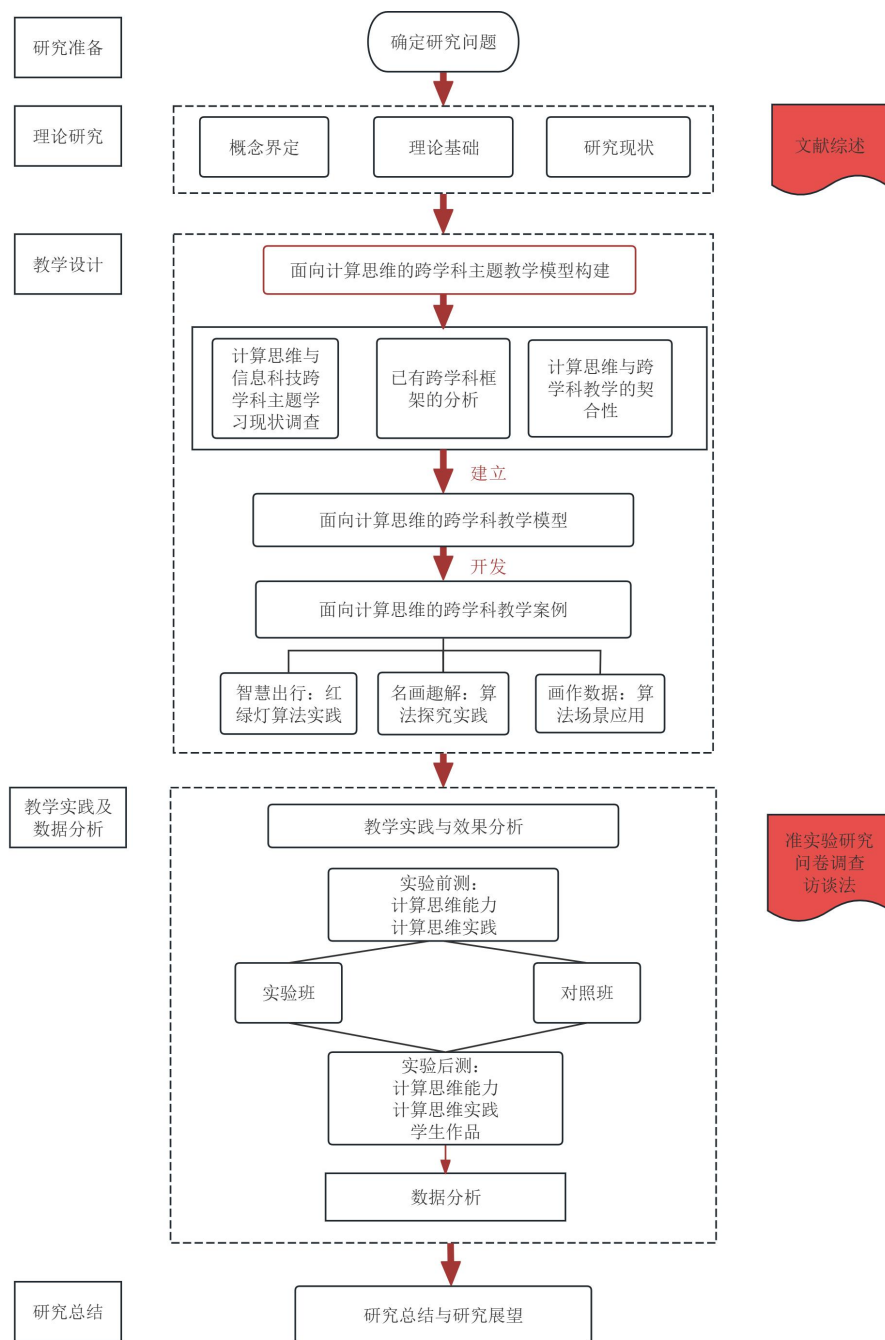 研究准备
确定研究问题
理论研究
概念界定
理论基础
研究现状
文献综述
教学设计
面向计算思维的跨学科主题教学模型构建
计算思维与
信息科技跨
学科主题学
习现状调查
已有跨学科框
架的分析
计算思维与跨
学科教学的契
合性
建立
面向计算思维的跨学科教学模型
开发
面向计算思维的跨学科教学案例
智慧出行：红
绿灯算法实践
名画趣解：算
法探究实践
画作数据：算
法场景应用
教学实践及
数据分析
教学实践与效果分析
准实验研究
问卷调查
访谈法
实验前测：
计算思维能力
计算思维实践
实验班
对照班
实验后测：
计算思维能力
计算思维实践
学生作品
数据分析
研究总结
研究总结与研究展望